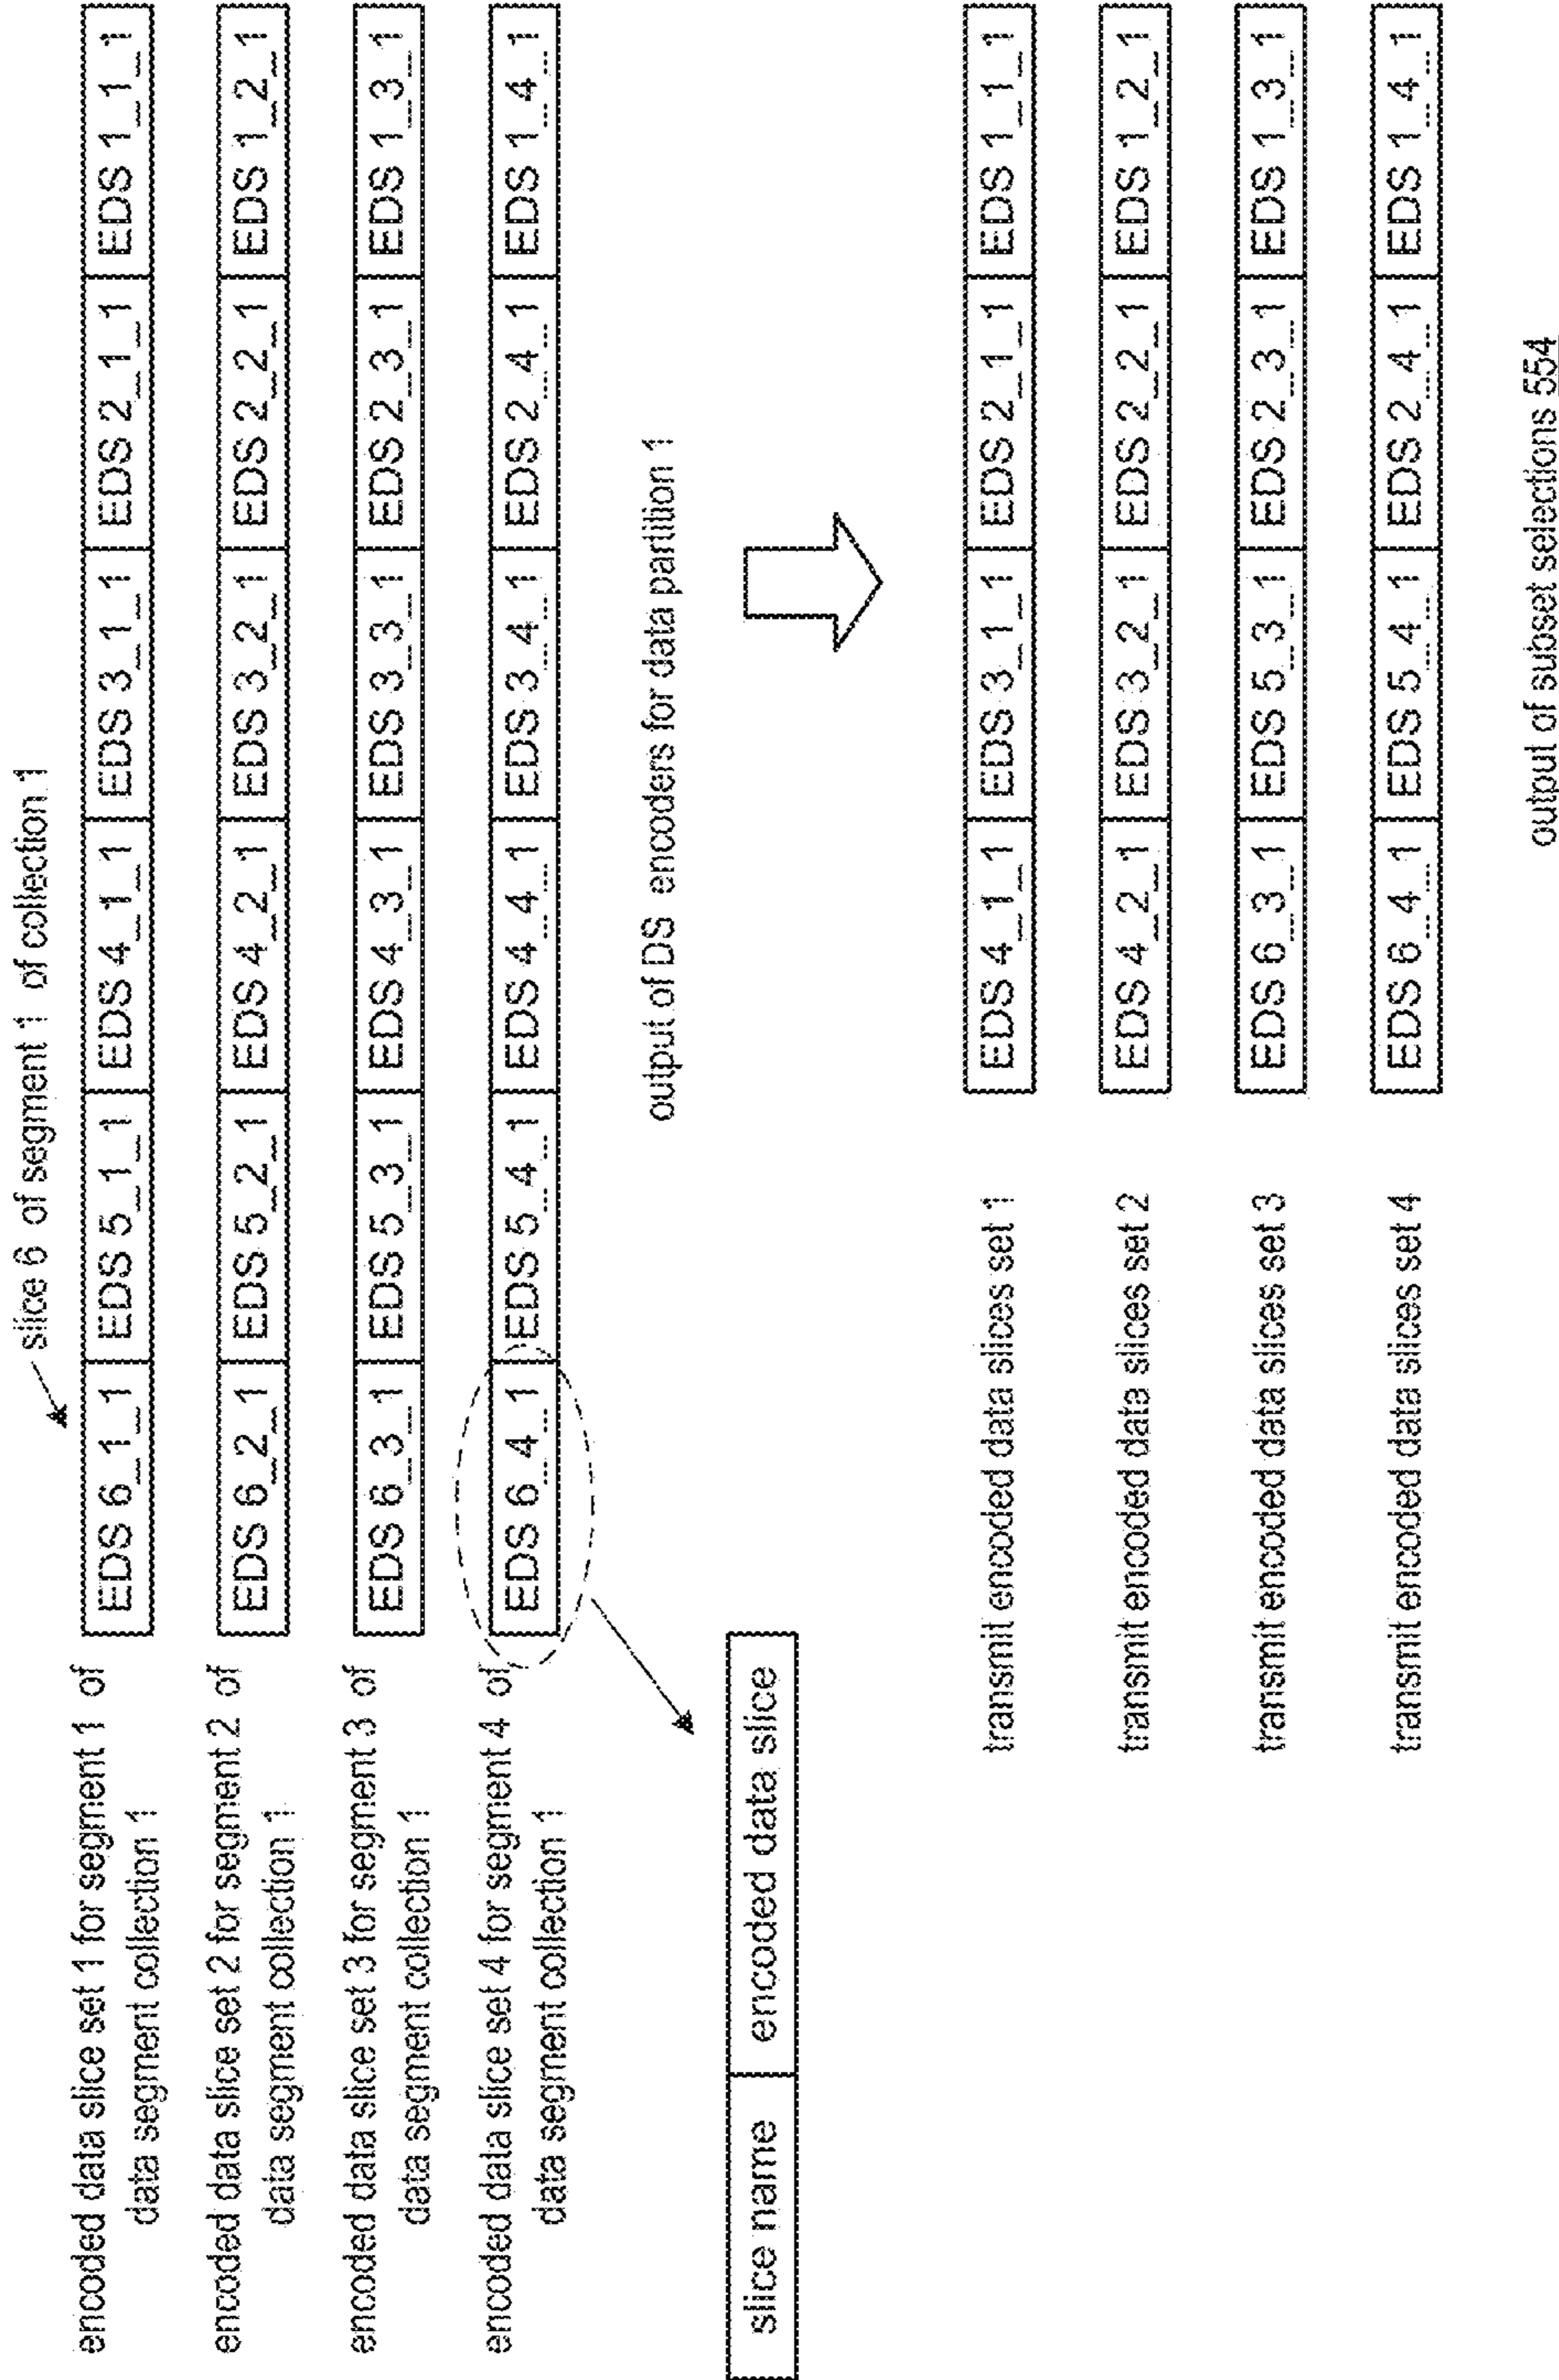 slice 6 of segment 1 of collection 1
encoded data slice set 1 for segment 1 of
data segment collection 1
EDS 6_1_1 EDS 5_1_1 EDS 4_1_1 EDS 3_1_1 EDS 2_1_1 EDS 1_1_1
encoded data slice set 2 for segment 2 of
data segment collection 1
EDS 6_2_1 EDS 5_2_1 EDS 4_2_1 EDS 3_2_1 EDS 2_2_1 EDS 1_2_1
encoded data slice set 3 for segment 3 of
data segment collection 1
EDS 6_3_1 EDS 5_3_1 EDS 4_3_1 EDS 3_3_1 EDS 2_3_1 EDS 1_3_1
encoded data slice set 4 for segment 4 of
data segment collection 1
EDS 6_4_1 EDS 5_4_1 EDS 4_4_1 EDS 3_4_1 EDS 2_4_1 EDS 1_4_1
output of DS encoders for data partition 1
slice name encoded data slice
transmit encoded data slices set 1
EDS 4_1_1 EDS 3_1_1 EDS 2_1_1 EDS 1_1_1
transmit encoded data slices set 2
EDS 4_2_1 EDS 3_2_1 EDS 2_2_1 EDS 1_2_1
transmit encoded data slices set 3
EDS 6_3_1 EDS 5_3_1 EDS 2_3_1 EDS 1_3_1
transmit encoded data slices set 4
EDS 6_4_1 EDS 5_4_1 EDS 2_4_1 EDS 1_4_1
output of subset selections 554